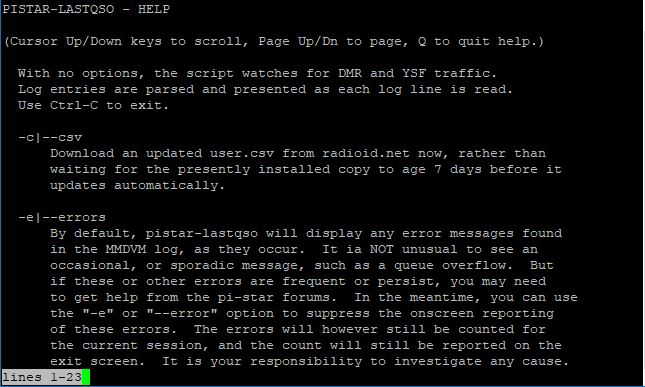 PISTAR-LASTQSO - HELP
(Cursor Up/Down keys to scroll, Page Up/Dn to page, Q to quit help.)
With no options, the script watches for DMR and YSF traffic.
Log entries are parsed and presented as each log line is read.
Use Ctrl-C to exit.
-c|--csv
Download an updated user.csv from radioid.net now, rather than
waiting for the presently installed copy to age 7 days before it
updates automatically.
-e|--errors
By default, pistar-lastqso will display any error messages found
in the MMDVM log, as they occur.  It ia NOT unusual to see an
occasional, or sporadic message, such as a queue overflow.  But
if these or other errors are frequent or persist, you may need
to get help from the pi-star forums.  In the meantime, you can use
the "-e" or "--error" option to suppress the onscreen reporting
of these errors.  The errors will however still be counted for
the current session, and the count will still be reported on the
exit screen.  It is your responsibility to investigate any cause.
lines 1-23